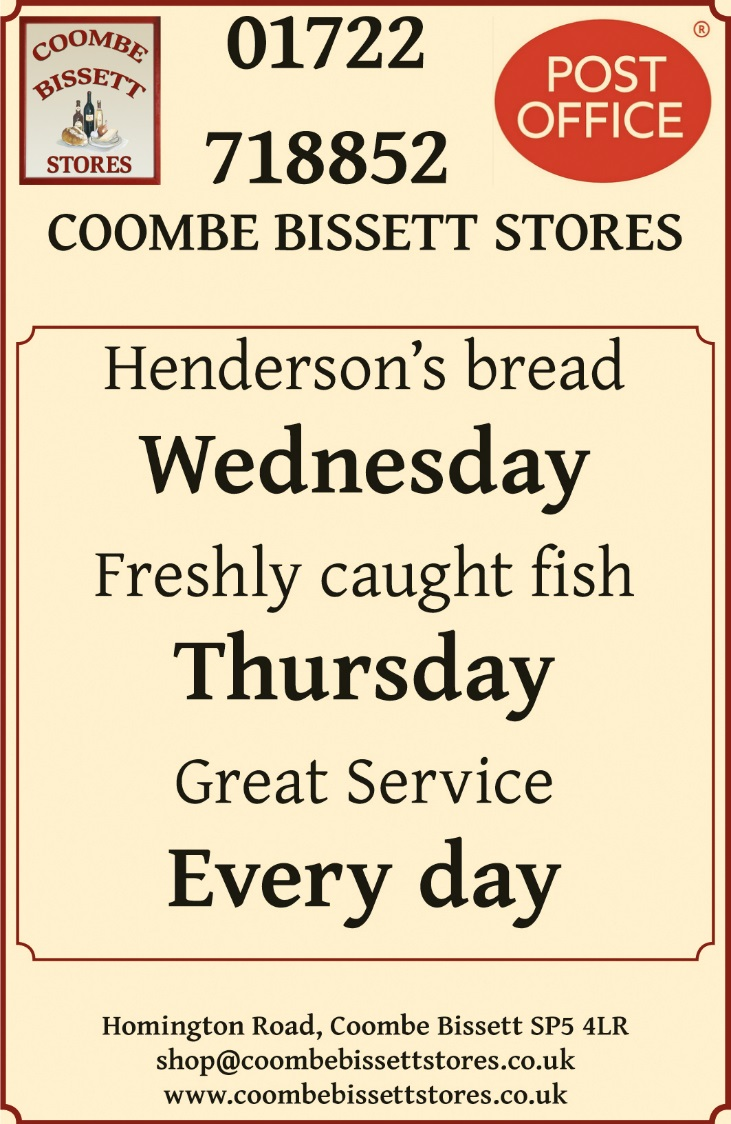 COOMBE
BISSETT
STORES
01722
718852
POST
OFFICE
®
COOMBE BISSETT STORES
Henderson’s bread
Wednesday
Freshly caught fish
Thursday
Great Service
Every day
Homington Road, Coombe Bissett SP5 4LR
shop@coombebissettstores.co.uk
www.coombebissettstores.co.uk